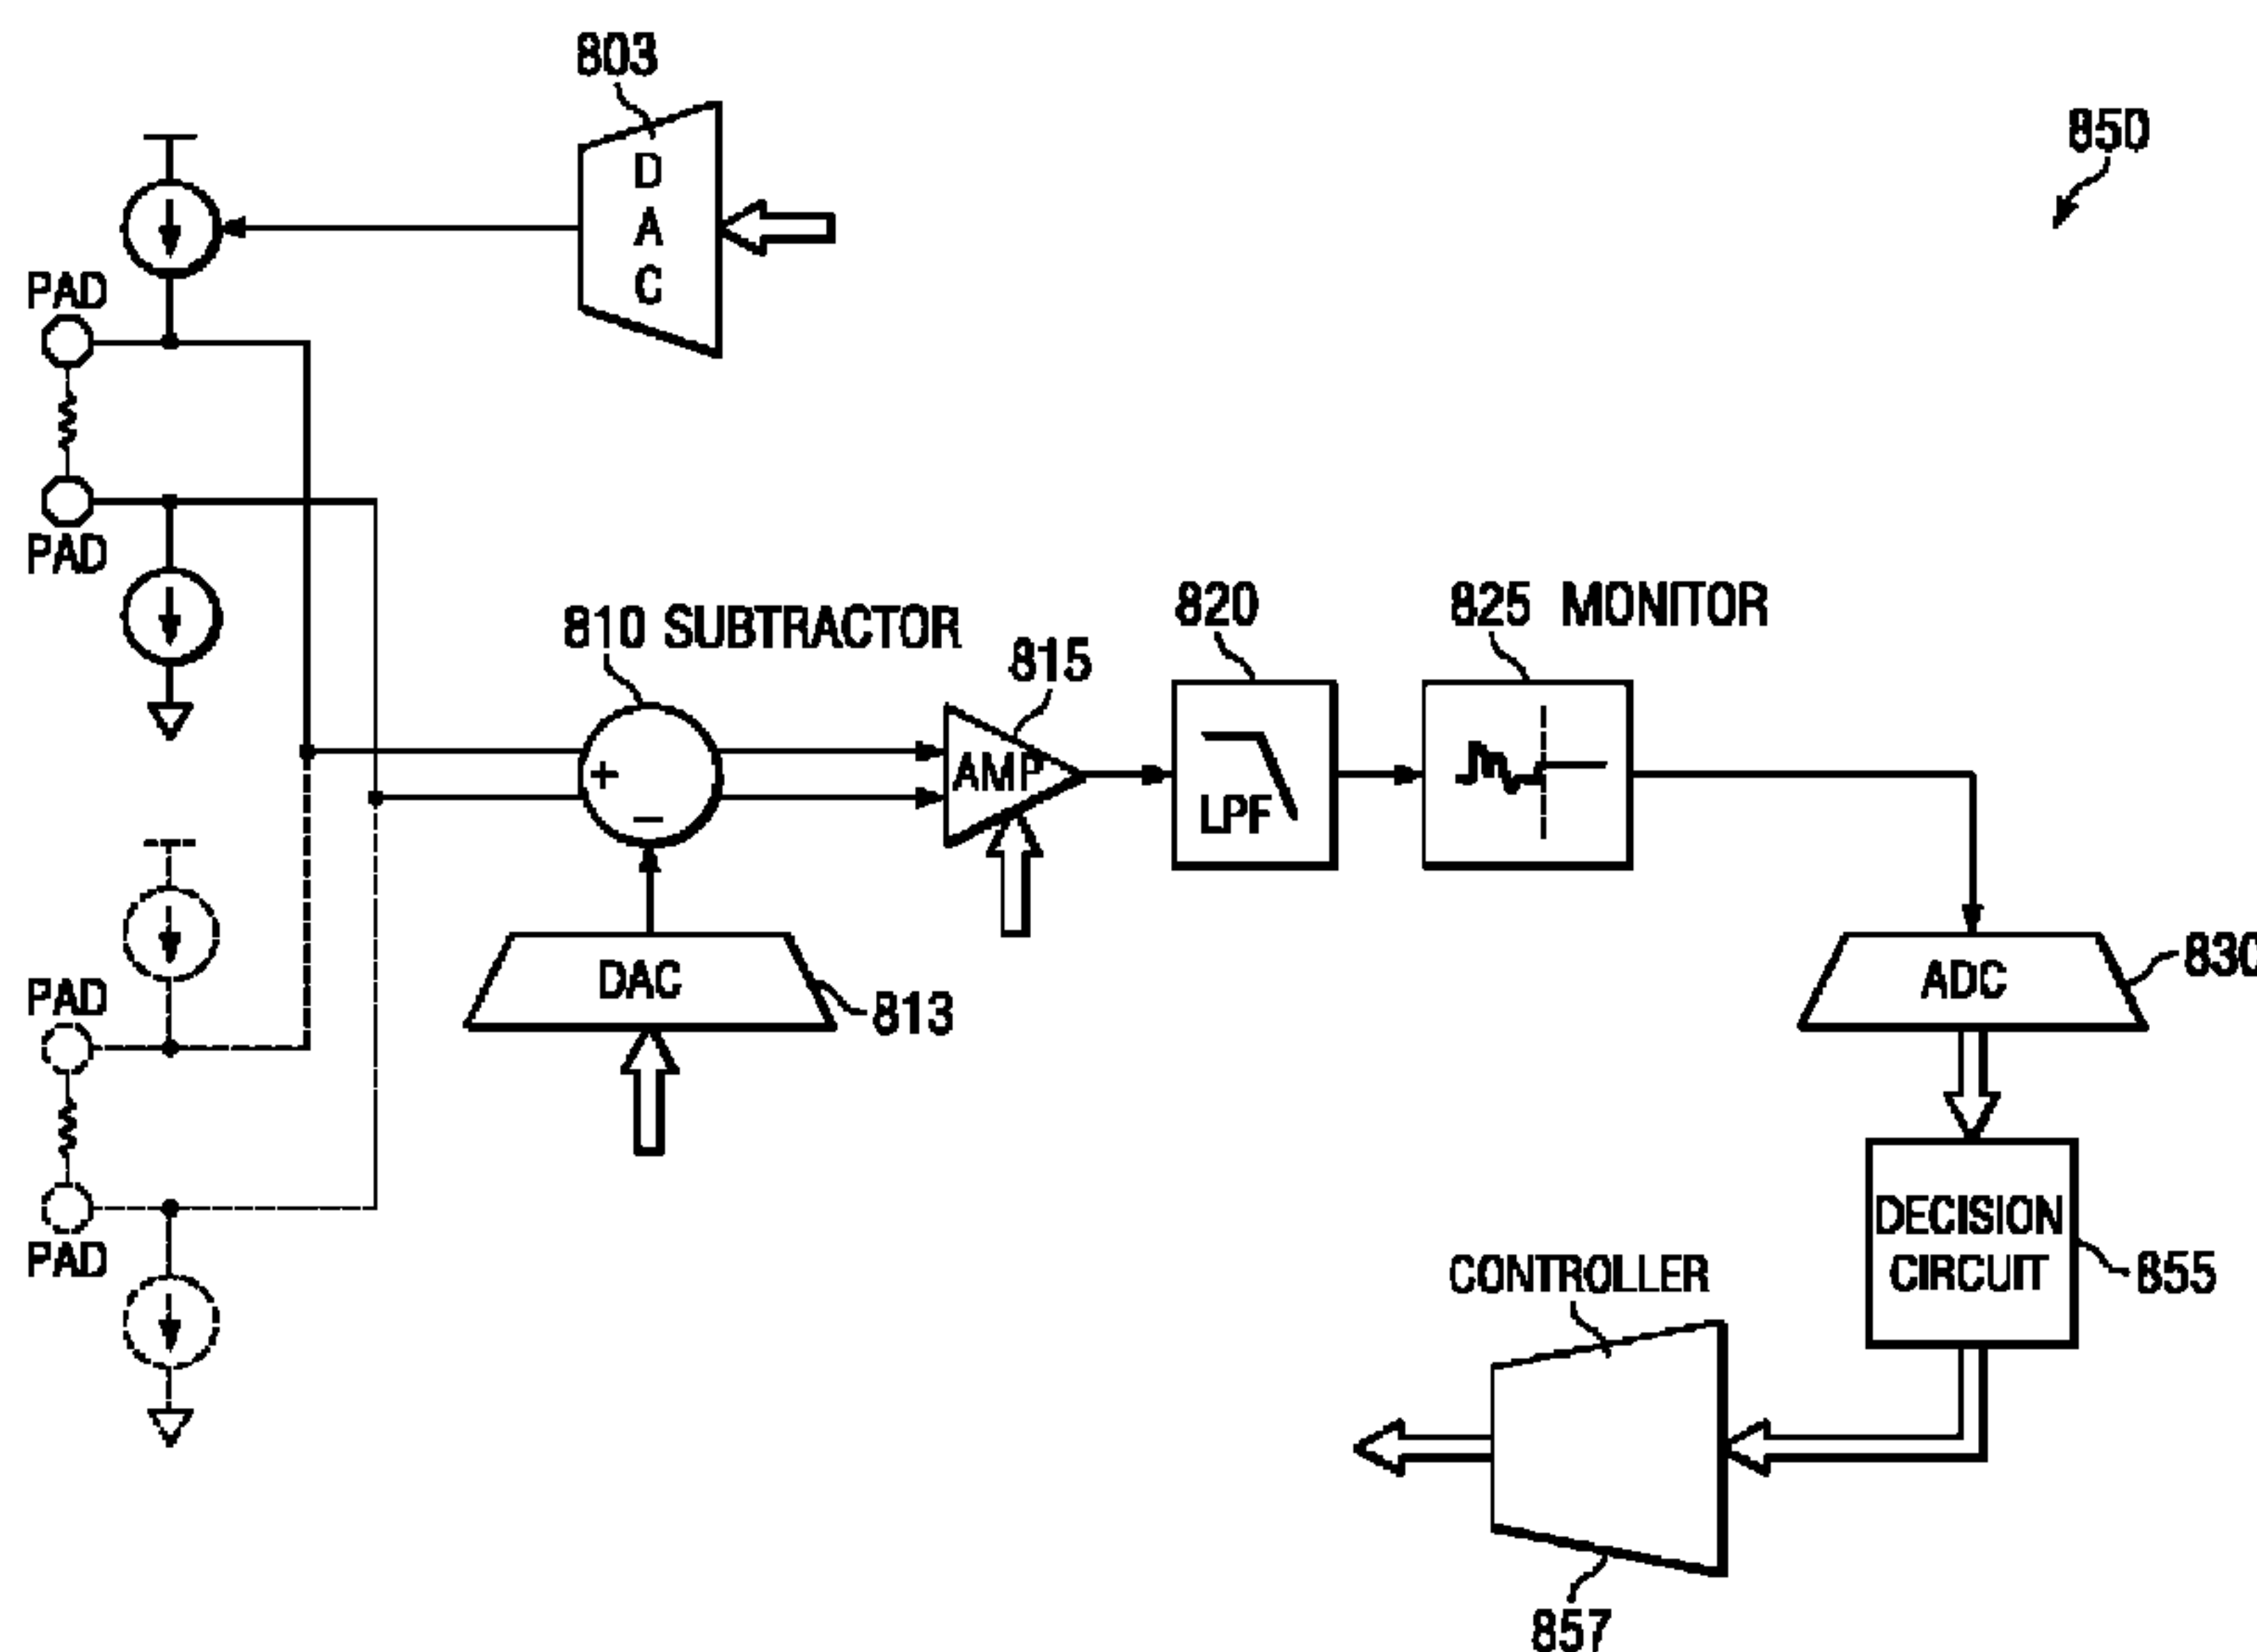 803
850
D
A
C
PAD
PAD
810 SUBTRACTOR
815
820
825 MONITOR
+
AMP
LPF
−
DAC
813
ADC
830
PAD
PAD
DECISION
CIRCUIT
855
CONTROLLER
857